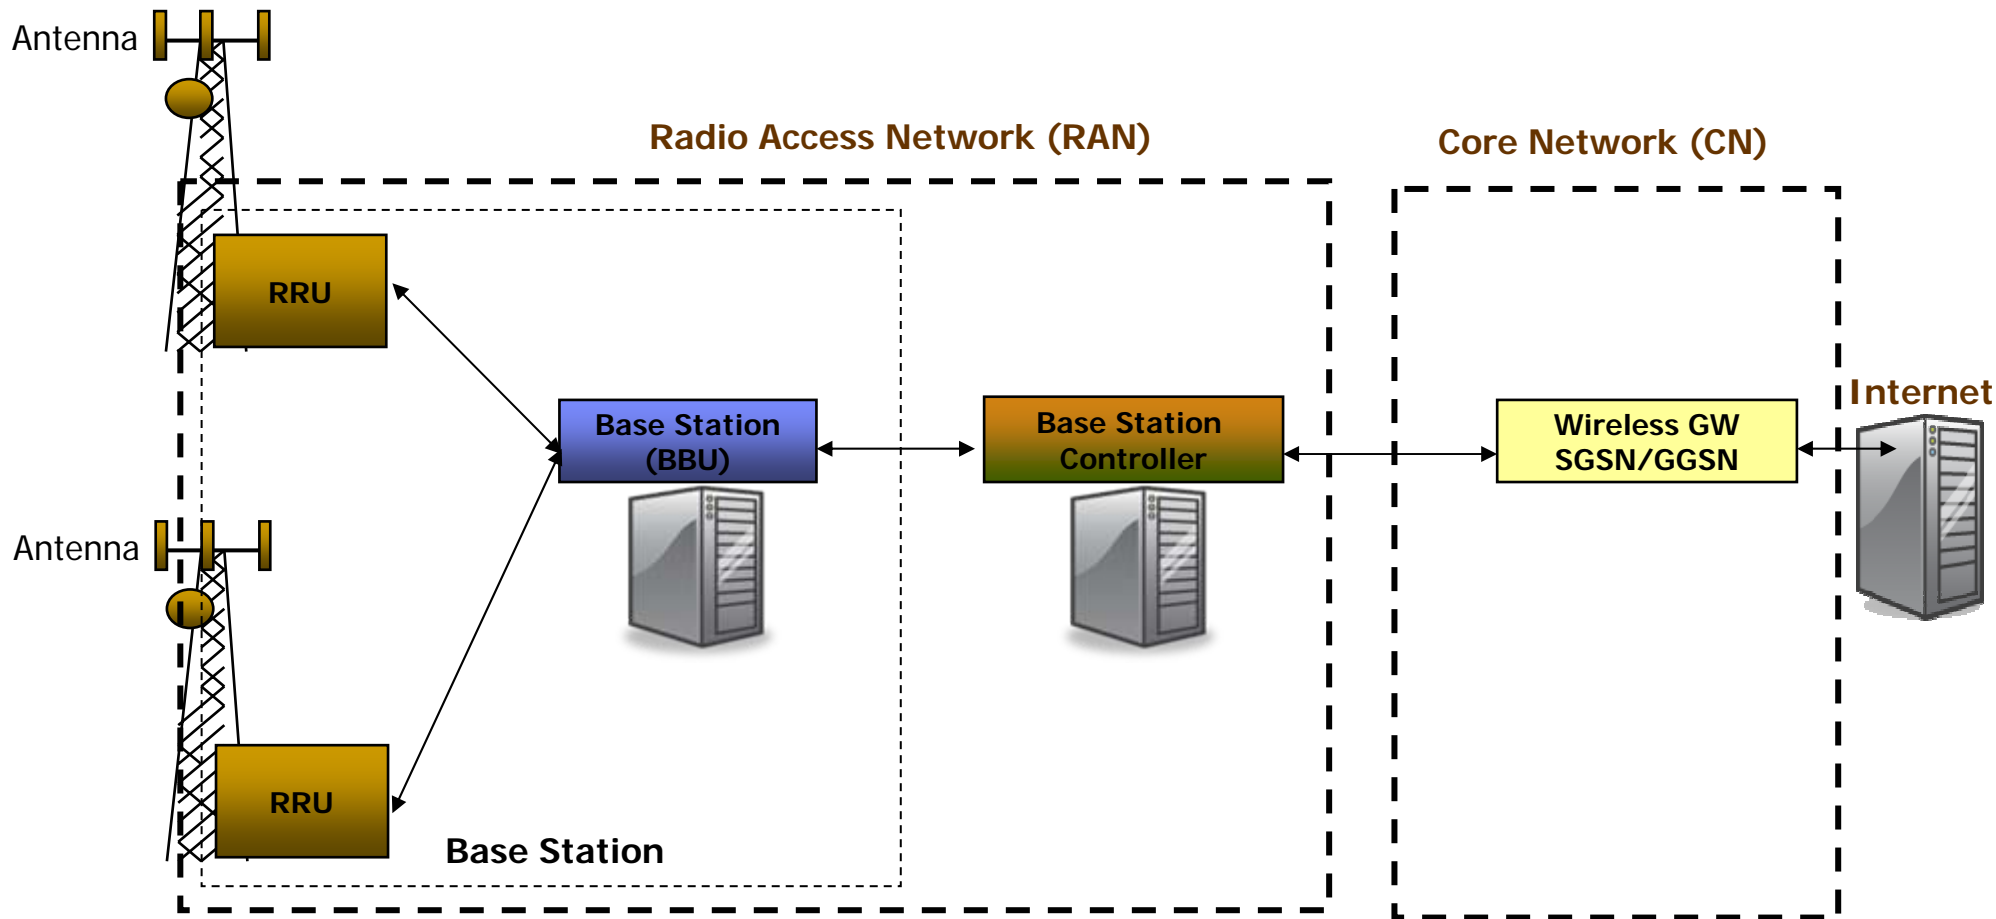 Antenna
Radio Access Network (RAN)
Core Network (CN)
RRU
Internet
Base Station
(BBU)
Base Station
Controller
Wireless GW
SGSN/GGSN
Antenna
RRU
Base Station